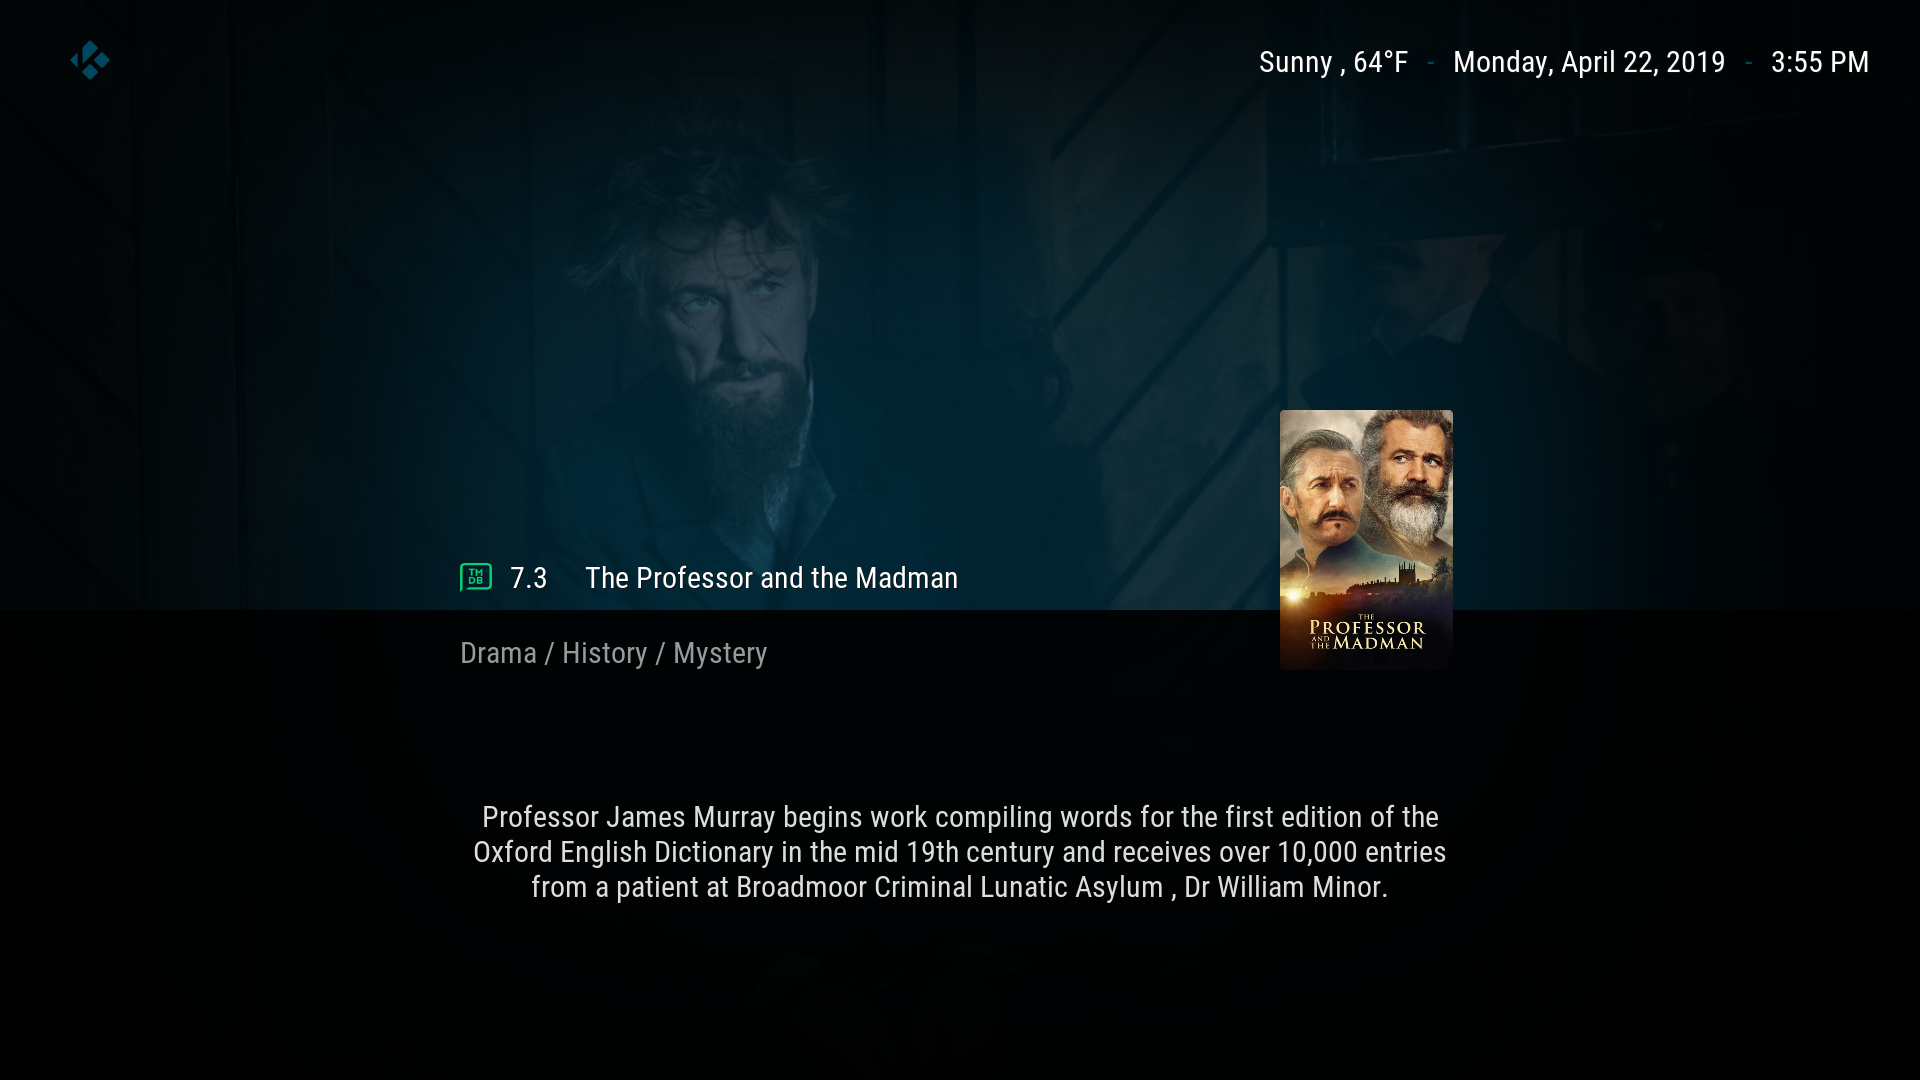 Sunny , 64°F - Monday, April 22, 2019 - 3:55 PM
TM
DB
7.3 The Professor and the Madman
THE
PROFESSOR
AND
THE MADMAN
Drama / History / Mystery
Professor James Murray begins work compiling words for the first edition of the
Oxford English Dictionary in the mid 19th century and receives over 10,000 entries
from a patient at Broadmoor Criminal Lunatic Asylum , Dr William Minor.